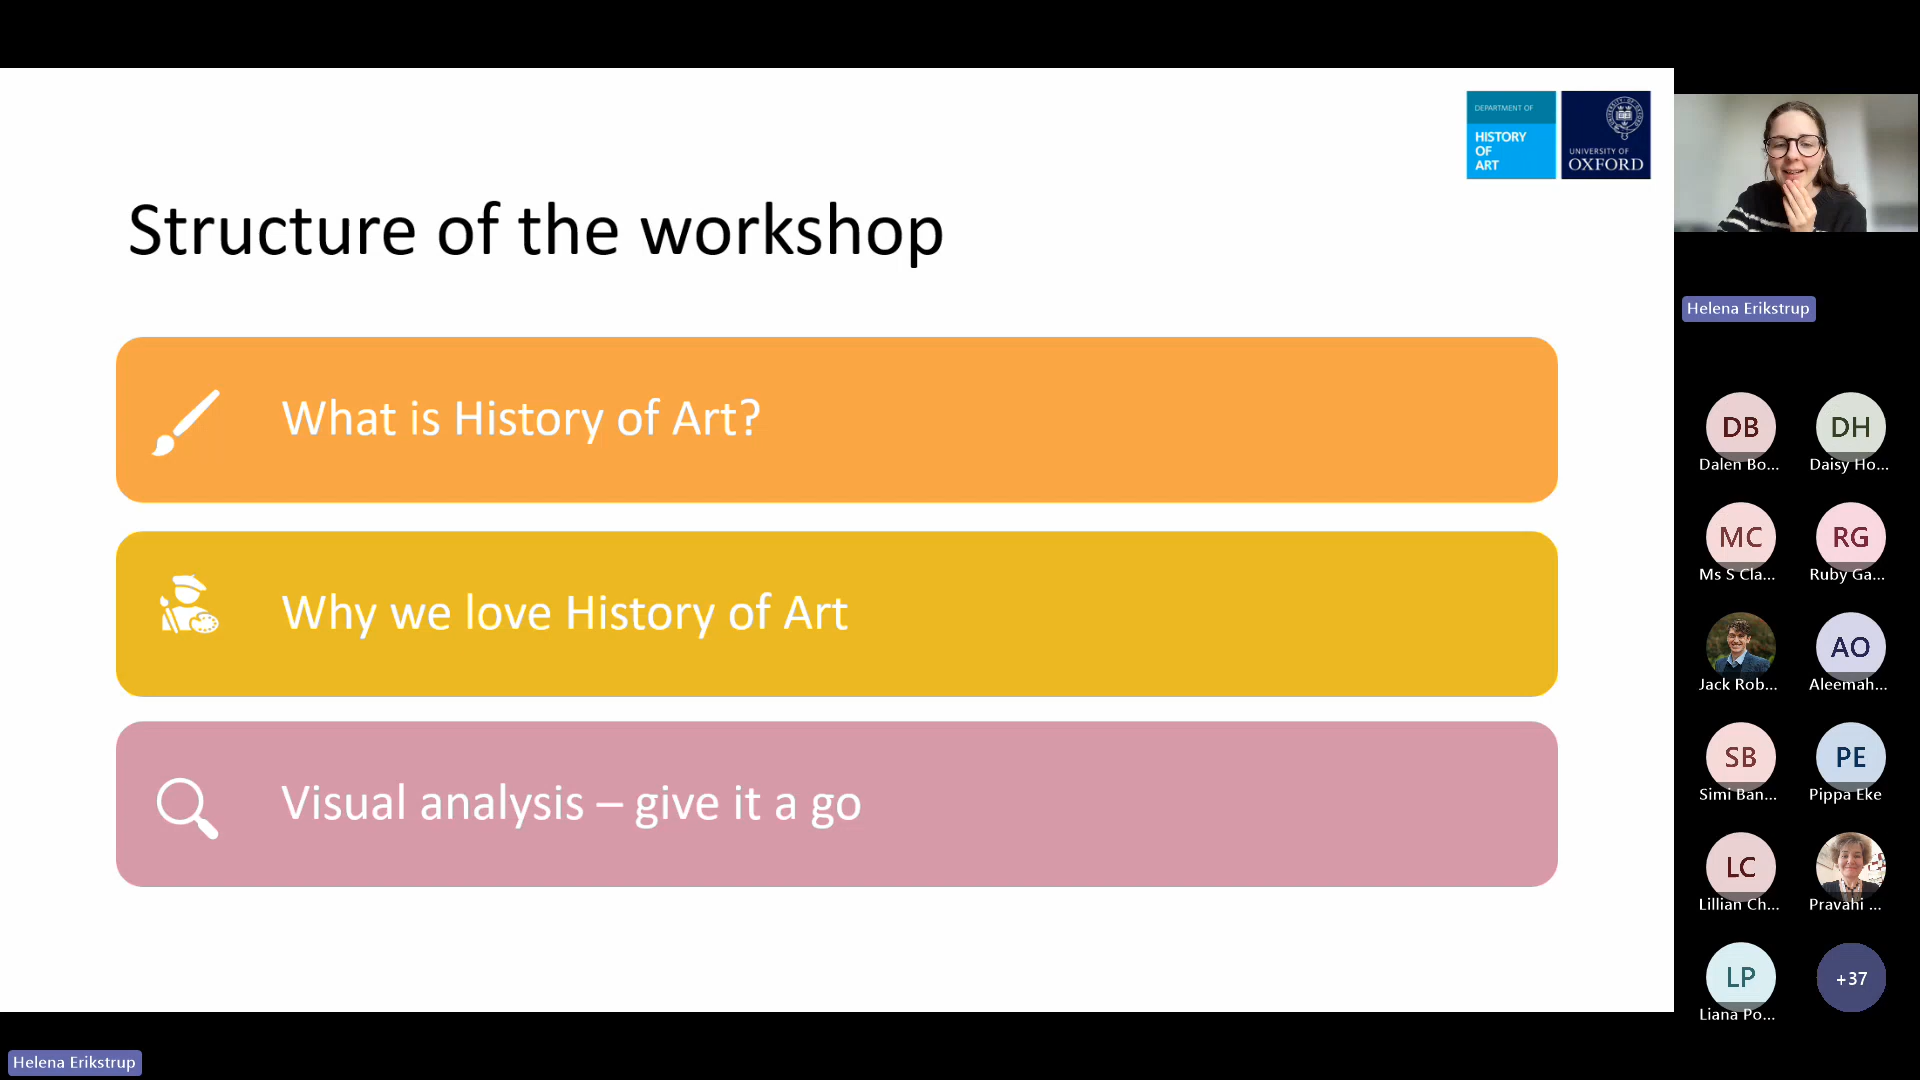 DEPARTMENT OF
HISTORY
OF
ART
UNIVERSITY OF
OXFORD
Structure of the workshop
What is History of Art?
Why we love History of Art
Visual analysis – give it a go
Helena Erikstrup
DB
Dalen Bo...
DH
Daisy Ho...
MC
Ms S Cla...
RG
Ruby Ga...
Jack Rob...
AO
Aleemah...
SB
Simi Ban...
PE
Pippa Eke
LC
Lillian Ch...
Pravahi ...
LP
Liana Po...
+37
Helena Erikstrup